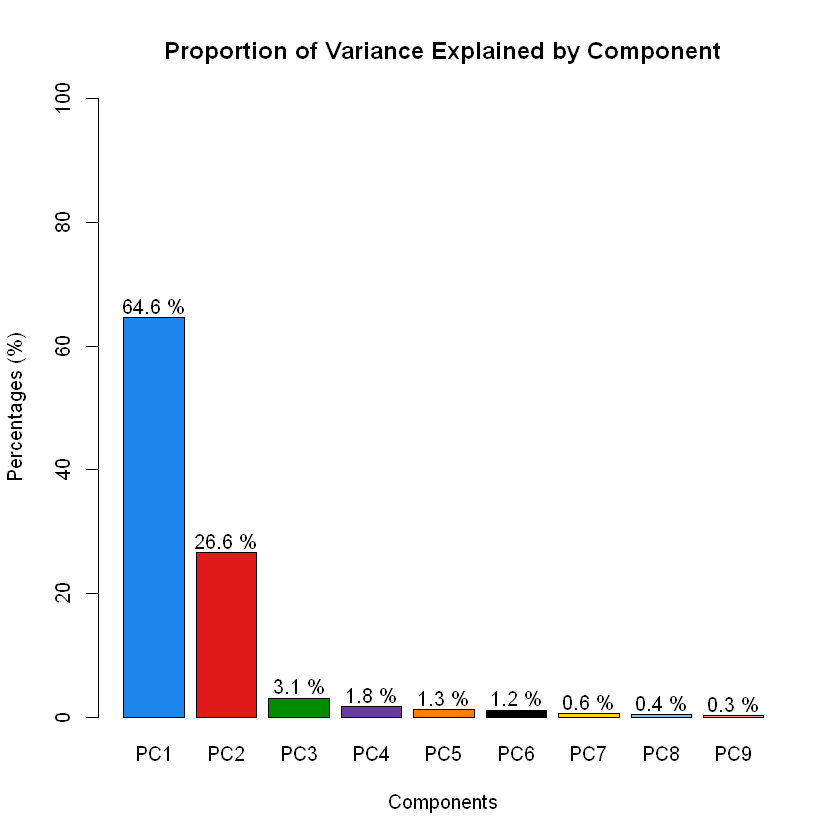 Proportion of Variance Explained by Component
Percentages (%)
100
80
60
40
20
0
64.6 %
26.6 %
3.1 %
1.8 %
1.3 %
1.2 %
0.6 %
0.4 %
0.3 %
PC1
PC2
PC3
PC4
PC5
PC6
PC7
PC8
PC9
Components